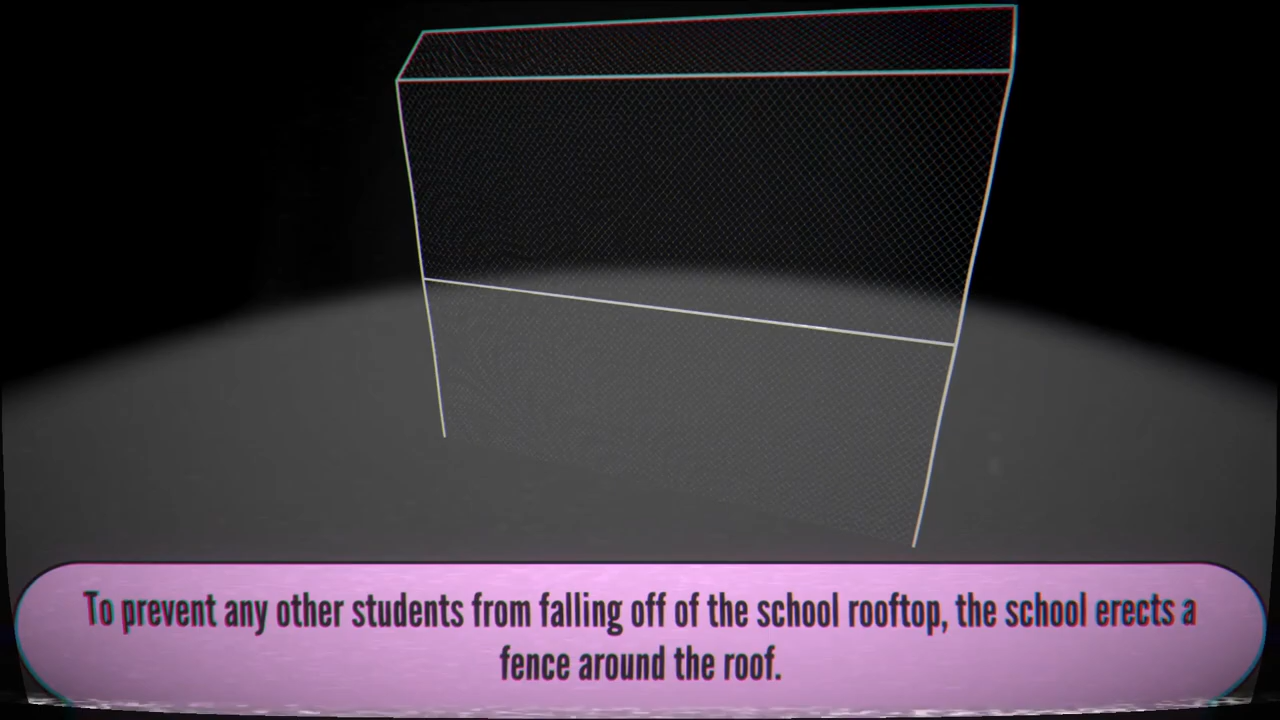 To prevent any other students from falling off of the school rooftop, the school erects a
fence around the roof.